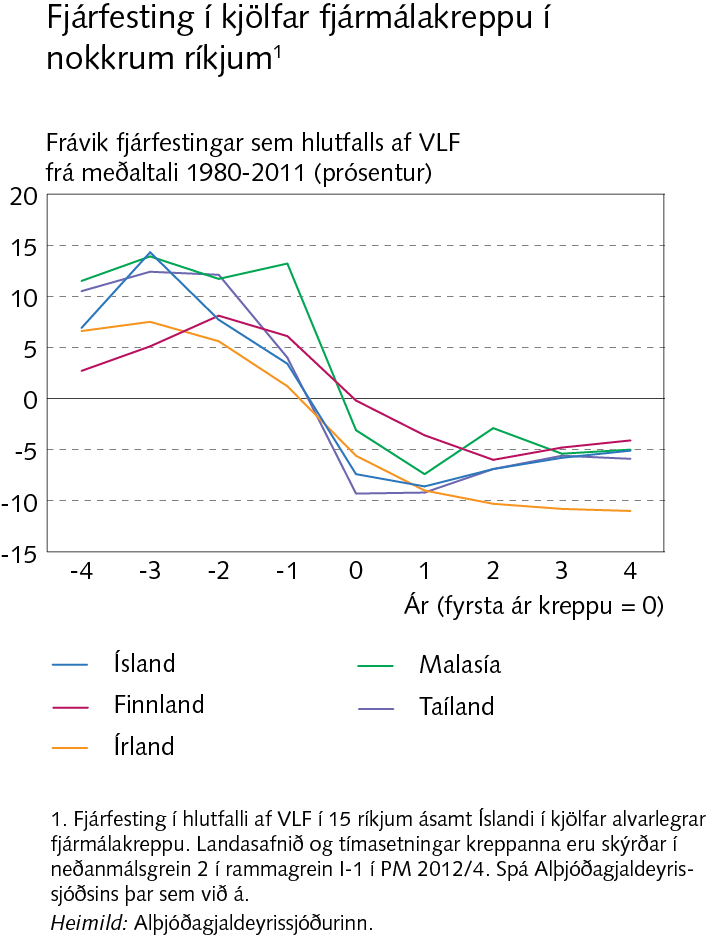 Fjárfesting í kjölfar fjármálakreppu í
nokkrum ríkjum¹
Frávik fjárfestingar sem hlutfalls af VLF
frá meðaltali 1980-2011 (prósentur)
20
15
10
5
0
-5
-10
-15
-4 -3 -2 -1 0 1 2 3 4
Ár (fyrsta ár kreppu = 0)
Ísland
Finnland
Írland
Malasía
Taíland
1. Fjárfesting í hlutfalli af VLF í 15 ríkjum ásamt Íslandi í kjölfar alvarlegrar
fjármálakreppu. Landasafnið og tímasetningar kreppanna eru skýrðar í
neðanmálsgrein 2 í rammagrein I-1 í PM 2012/4. Spá Alþjóðagjaldeyris-
sjóðsins þar sem við á.
Heimild: Alþjóðagjaldeyrissjóðurinn.